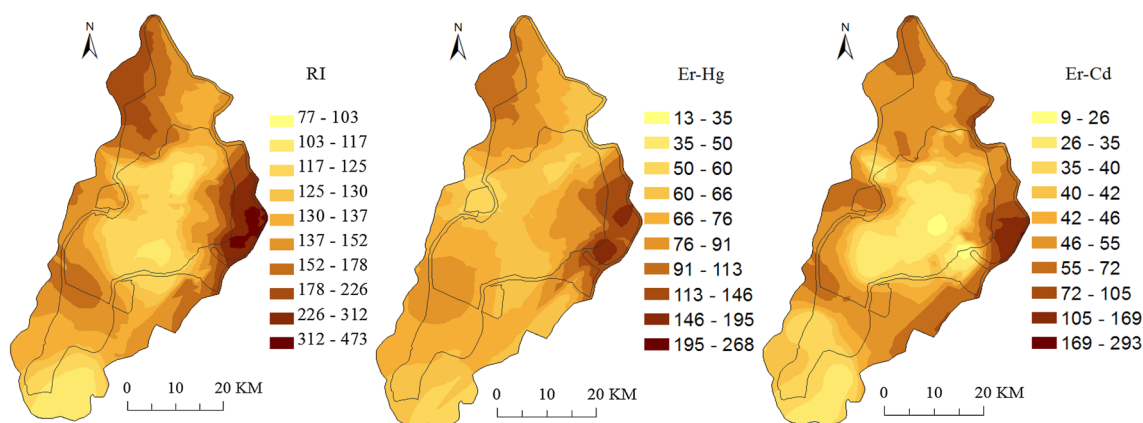 N
RI
77 - 103
103 - 117
117 - 125
125 - 130
130 - 137
137 - 152
152 - 178
178 - 226
226 - 312
312 - 473
0 10 20 KM
N
Er-Hg
13 - 35
35 - 50
50 - 60
60 - 66
66 - 76
76 - 91
91 - 113
113 - 146
146 - 195
195 - 268
0 10 20 KM
N
Er-Cd
9 - 26
26 - 35
35 - 40
40 - 42
42 - 46
46 - 55
55 - 72
72 - 105
105 - 169
169 - 293
0 10 20 KM